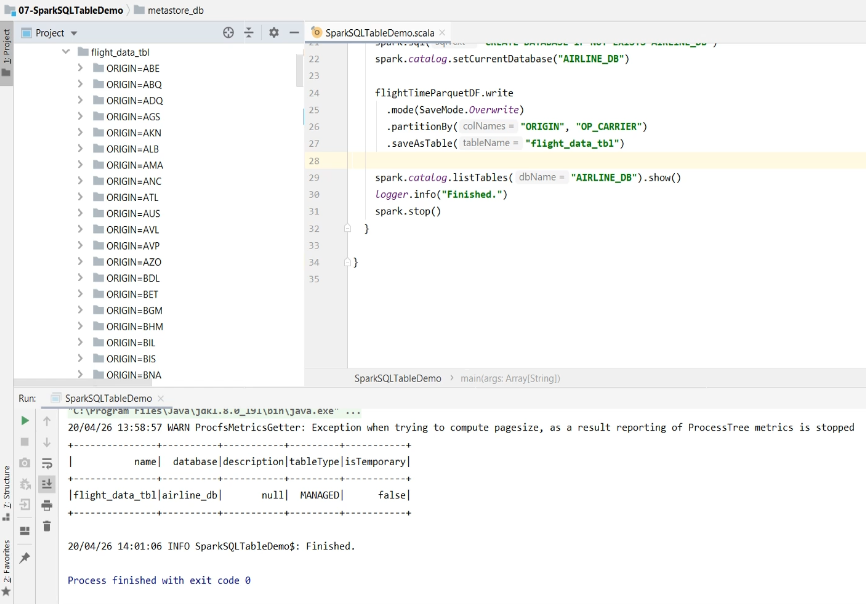 07-SparkSQLTableDemo metastore_db
1: Project
Project
flight_data_tbl
ORIGIN=ABE
ORIGIN=ABQ
ORIGIN=ADQ
ORIGIN=AGS
ORIGIN=AKN
ORIGIN=ALB
ORIGIN=AMA
ORIGIN=ANC
ORIGIN=ATL
ORIGIN=AUS
ORIGIN=AVL
ORIGIN=AVP
ORIGIN=AZO
ORIGIN=BDL
ORIGIN=BET
ORIGIN=BGM
ORIGIN=BHM
ORIGIN=BIL
ORIGIN=BIS
ORIGIN=BNA
SparkSQLTableDemo.scala
21 spark.sql( sqlText = "CREATE DATABASE IF NOT EXISTS AIRLINE_DB")
22 spark.catalog.setCurrentDatabase("AIRLINE_DB")
23
24 flightTimeParquetDF.write
25 .mode(SaveMode.Overwrite)
26 .partitionBy( colNames = "ORIGIN", "OP_CARRIER")
27 .saveAsTable( tableName = "flight_data_tbl")
28
29 spark.catalog.listTables( dbName = "AIRLINE_DB").show()
30 logger.info("Finished.")
31 spark.stop()
32 }
33
34 }
35
SparkSQLTableDemo main(args: Array[String])
Run: SparkSQLTableDemo
"C:\Program Files\Java\jdk1.8.0_191\bin\java.exe" ...
20/04/26 13:58:57 WARN ProcfsMetricsGetter: Exception when trying to compute pagesize, as a result reporting of ProcessTree metrics is stopped
+---------------+----------+-----------+---------+-----------+
| name| database|description|tableType|isTemporary|
+---------------+----------+-----------+---------+-----------+
|flight_data_tbl|airline_db| null| MANAGED| false|
+---------------+----------+-----------+---------+-----------+
20/04/26 14:01:06 INFO SparkSQLTableDemo$: Finished.
Process finished with exit code 0
Z: Structure
2: Favorites